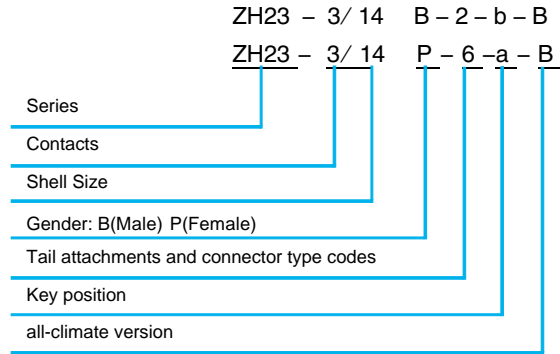 ZH23 – 3/ 14 B – 2 – b – B
ZH23 – 3/ 14 P – 6 –a – B
Series
Contacts
Shell Size
Gender: B(Male) P(Female)
Tail attachments and connector type codes
Key position
all-climate version